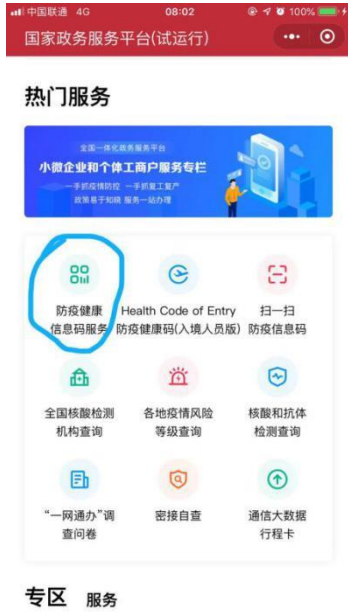 中国联通 4G 08:02 100%
国家政务服务平台(试运行)
热门服务
全国一体化政务服务平台
小微企业和个体工商户服务专栏
一手抓疫情防控 一手抓复工复产
政策易于知晓 服务一站办理
防疫健康 Health Code of Entry 扫一扫
信息码服务 防疫健康码(入境人员版) 防疫信息码
全国核酸检测 各地疫情风险 核酸和抗体
机构查询 等级查询 检测查询
“一网通办”调 密接自查 通信大数据
查问卷 行程卡
专区 服务